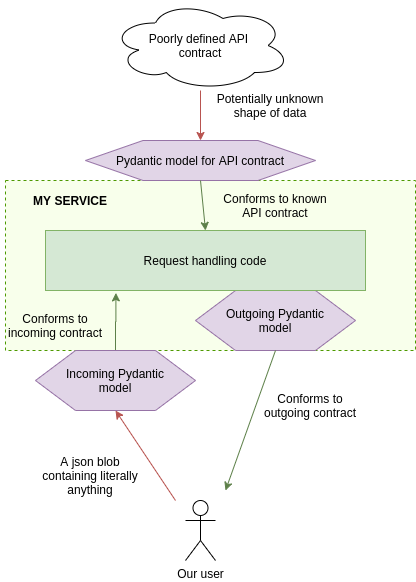 Poorly defined API
contract
Potentially unknown
shape of data
Pydantic model for API contract
MY SERVICE
Conforms to known
API contract
Request handling code
Conforms to
incoming contract
Outgoing Pydantic
model
Incoming Pydantic
model
Conforms to
outgoing contract
A json blob
containing literally
anything
Our user